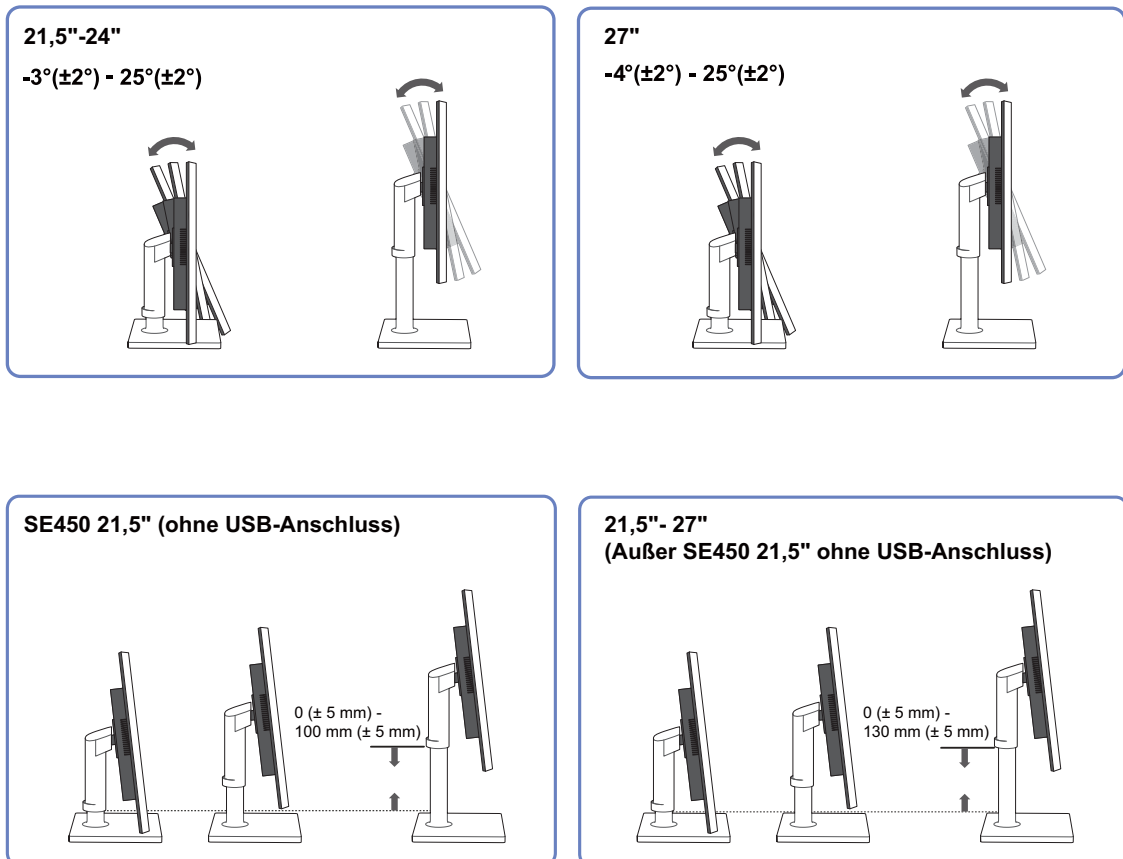 21,5"-24"
-3°(±2°) - 25°(±2°)
27"
-4°(±2°) - 25°(±2°)
SE450 21,5" (ohne USB-Anschluss)
0 (± 5 mm) -
100 mm (± 5 mm)
21,5"- 27"
(Außer SE450 21,5" ohne USB-Anschluss)
0 (± 5 mm) -
130 mm (± 5 mm)